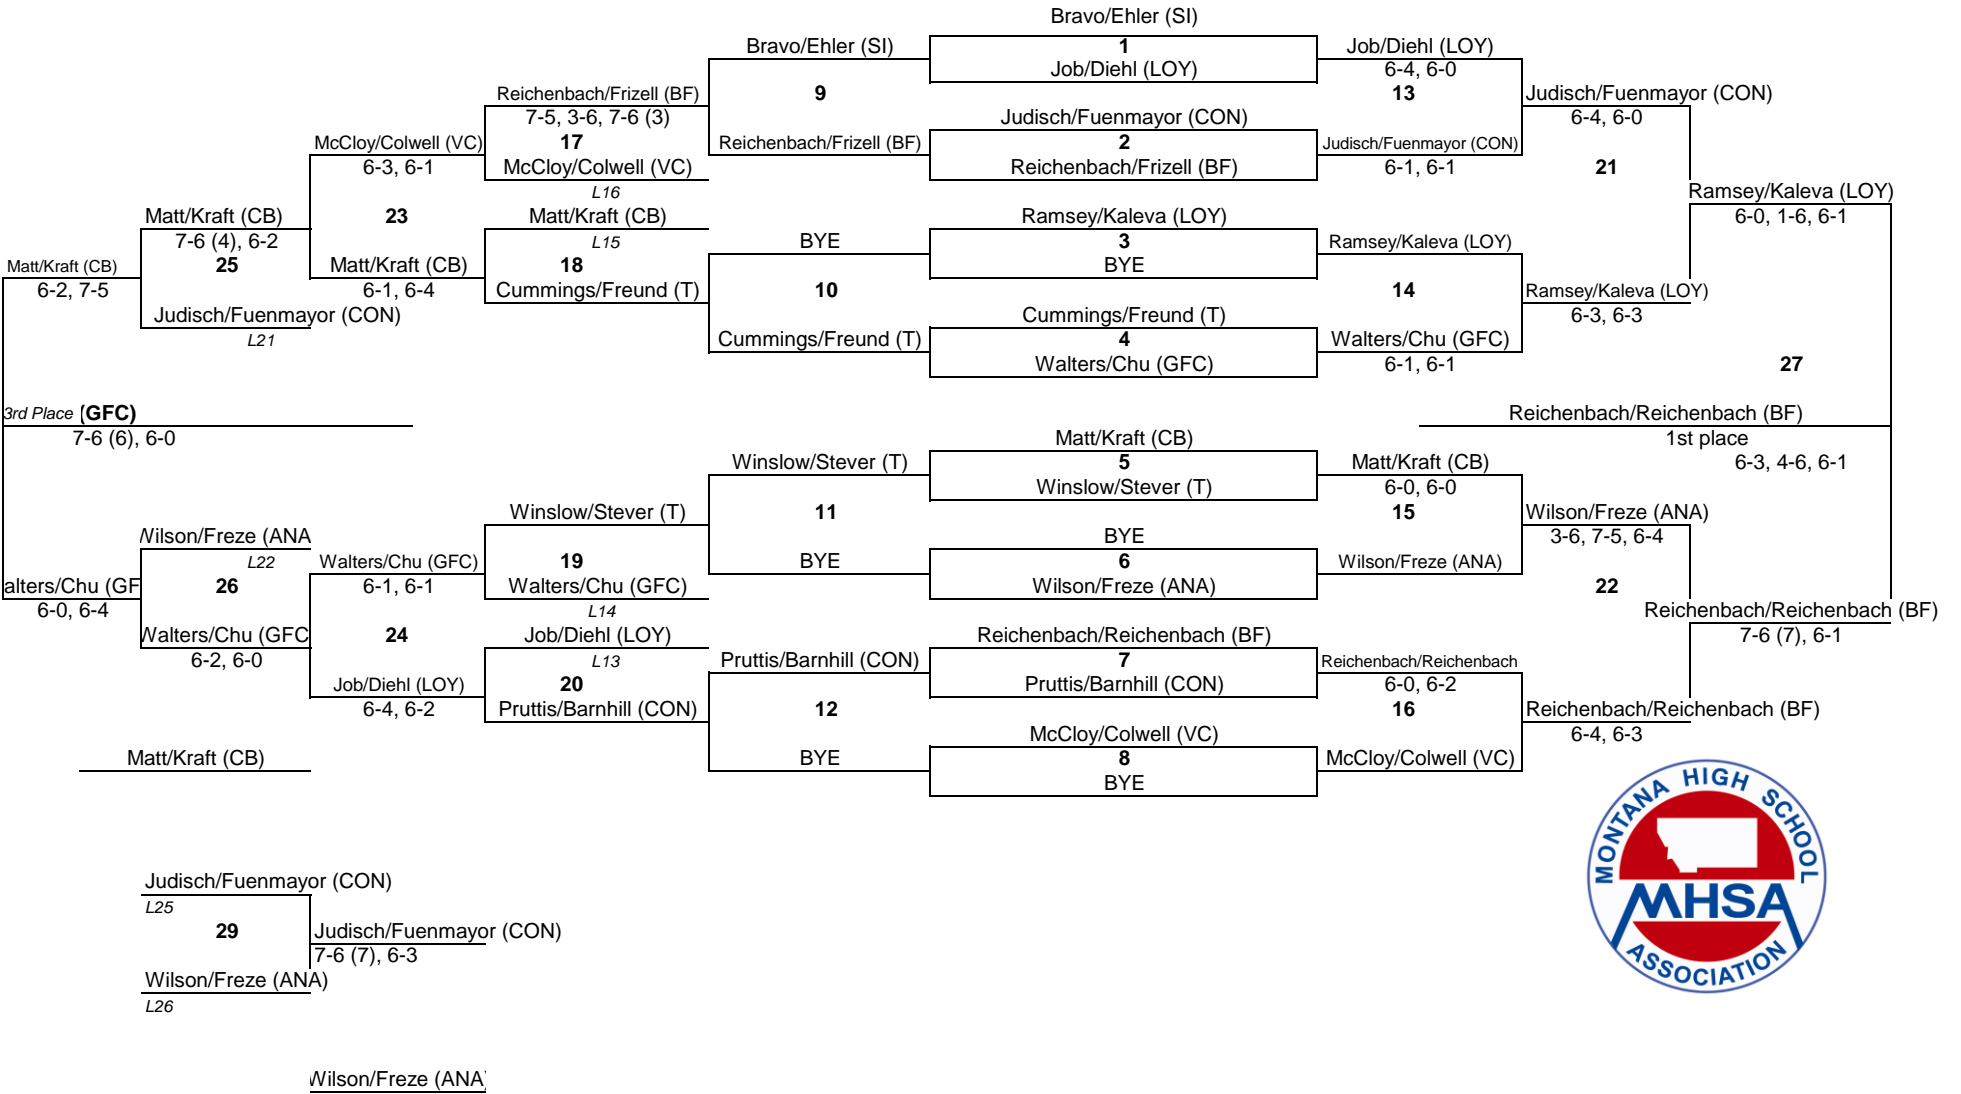 Bravo/Ehler (SI)
Bravo/Ehler (SI) 1 Job/Diehl (LOY)
Job/Diehl (LOY) 6-4, 6-0
Reichenbach/Frizell (BF) 9 13 Judisch/Fuenmayor (CON)
7-5, 3-6, 7-6 (3) Judisch/Fuenmayor (CON) 6-4, 6-0
McCloy/Colwell (VC) 17 Reichenbach/Frizell (BF) 2 Judisch/Fuenmayor (CON)
6-3, 6-1 McCloy/Colwell (VC) Reichenbach/Frizell (BF) 6-1, 6-1 21
L16 Ramsey/Kaleva (LOY)
Matt/Kraft (CB) 23 Matt/Kraft (CB) Ramsey/Kaleva (LOY) 6-0, 1-6, 6-1
7-6 (4), 6-2 L15 BYE 3 Ramsey/Kaleva (LOY)
Matt/Kraft (CB) 25 Matt/Kraft (CB) 18 BYE
6-2, 7-5 6-1, 6-4 Cummings/Freund (T) 10 14 Ramsey/Kaleva (LOY)
Judisch/Fuenmayor (CON) Cummings/Freund (T) 6-3, 6-3
L21 Cummings/Freund (T) 4 Walters/Chu (GFC)
Walters/Chu (GFC) 6-1, 6-1 27
3rd Place (GFC) Reichenbach/Reichenbach (BF)
7-6 (6), 6-0 Matt/Kraft (CB) 1st place
Winslow/Stever (T) 5 Matt/Kraft (CB) 6-3, 4-6, 6-1
Winslow/Stever (T) 6-0, 6-0
Winslow/Stever (T) 11 15 Wilson/Freze (ANA)
Wilson/Freze (ANA BYE 3-6, 7-5, 6-4
L22 Walters/Chu (GFC) 19 BYE 6 Wilson/Freze (ANA)
alters/Chu (GF 26 6-1, 6-1 Walters/Chu (GFC) Wilson/Freze (ANA) 22
6-0, 6-4 L14 Reichenbach/Reichenbach (BF)
Walters/Chu (GFC 24 Job/Diehl (LOY) Reichenbach/Reichenbach (BF) 7-6 (7), 6-1
6-2, 6-0 L13 Pruttis/Barnhill (CON) 7 Reichenbach/Reichenbach
Job/Diehl (LOY) 20 Pruttis/Barnhill (CON) 6-0, 6-2
6-4, 6-2 Pruttis/Barnhill (CON) 12 16 Reichenbach/Reichenbach (BF)
McCloy/Colwell (VC) 6-4, 6-3
Matt/Kraft (CB) BYE 8 McCloy/Colwell (VC)
BYE
MONTANA HIGH SCHOOL
MHSA
ASSOCIATION
Judisch/Fuenmayor (CON)
L25
29 Judisch/Fuenmayor (CON)
7-6 (7), 6-3
Wilson/Freze (ANA)
L26
Wilson/Freze (ANA)